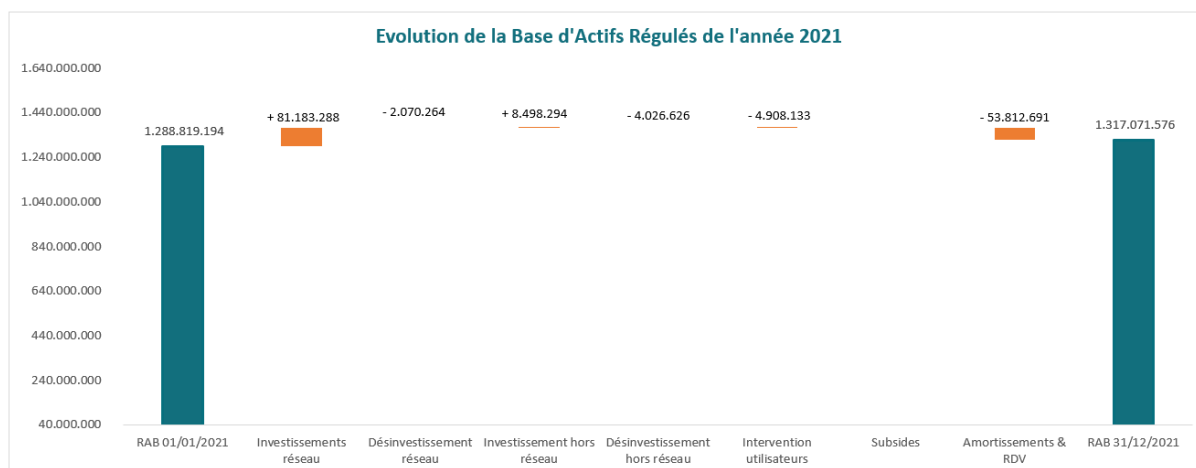 Evolution de la Base d'Actifs Régulés de l'année 2021
1.640.000.000
1.440.000.000
1.240.000.000
1.040.000.000
840.000.000
640.000.000
440.000.000
240.000.000
40.000.000
1.288.819.194
+ 81.183.288
- 2.070.264
+ 8.498.294
- 4.026.626
- 4.908.133
- 53.812.691
1.317.071.576
RAB 01/01/2021
Investissements
réseau
Désinvestissement
réseau
Investissement hors
réseau
Désinvestissement
hors réseau
Intervention
utilisateurs
Subsides
Amortissements &
RDV
RAB 31/12/2021